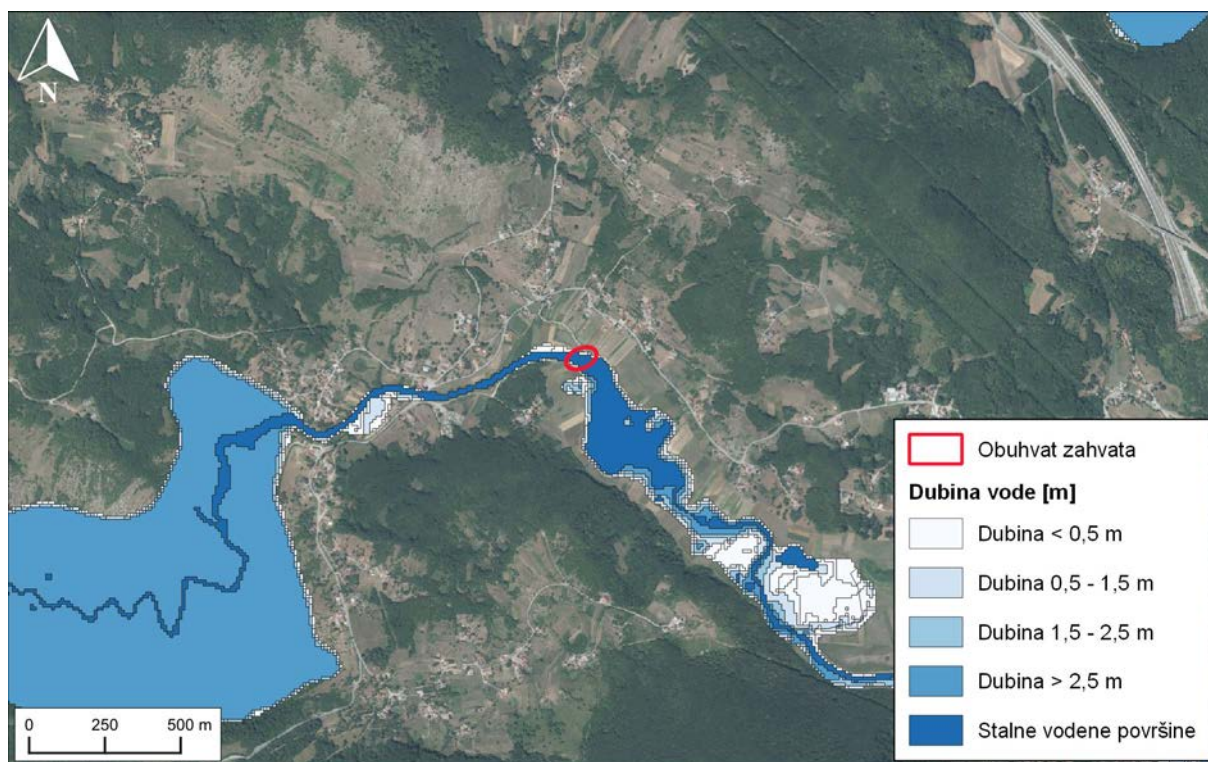 N
Obuhvat zahvata
Dubina vode [m]
Dubina < 0,5 m
Dubina 0,5 - 1,5 m
Dubina 1,5 - 2,5 m
Dubina > 2,5 m
Stalne vodene površine
0 250 500 m